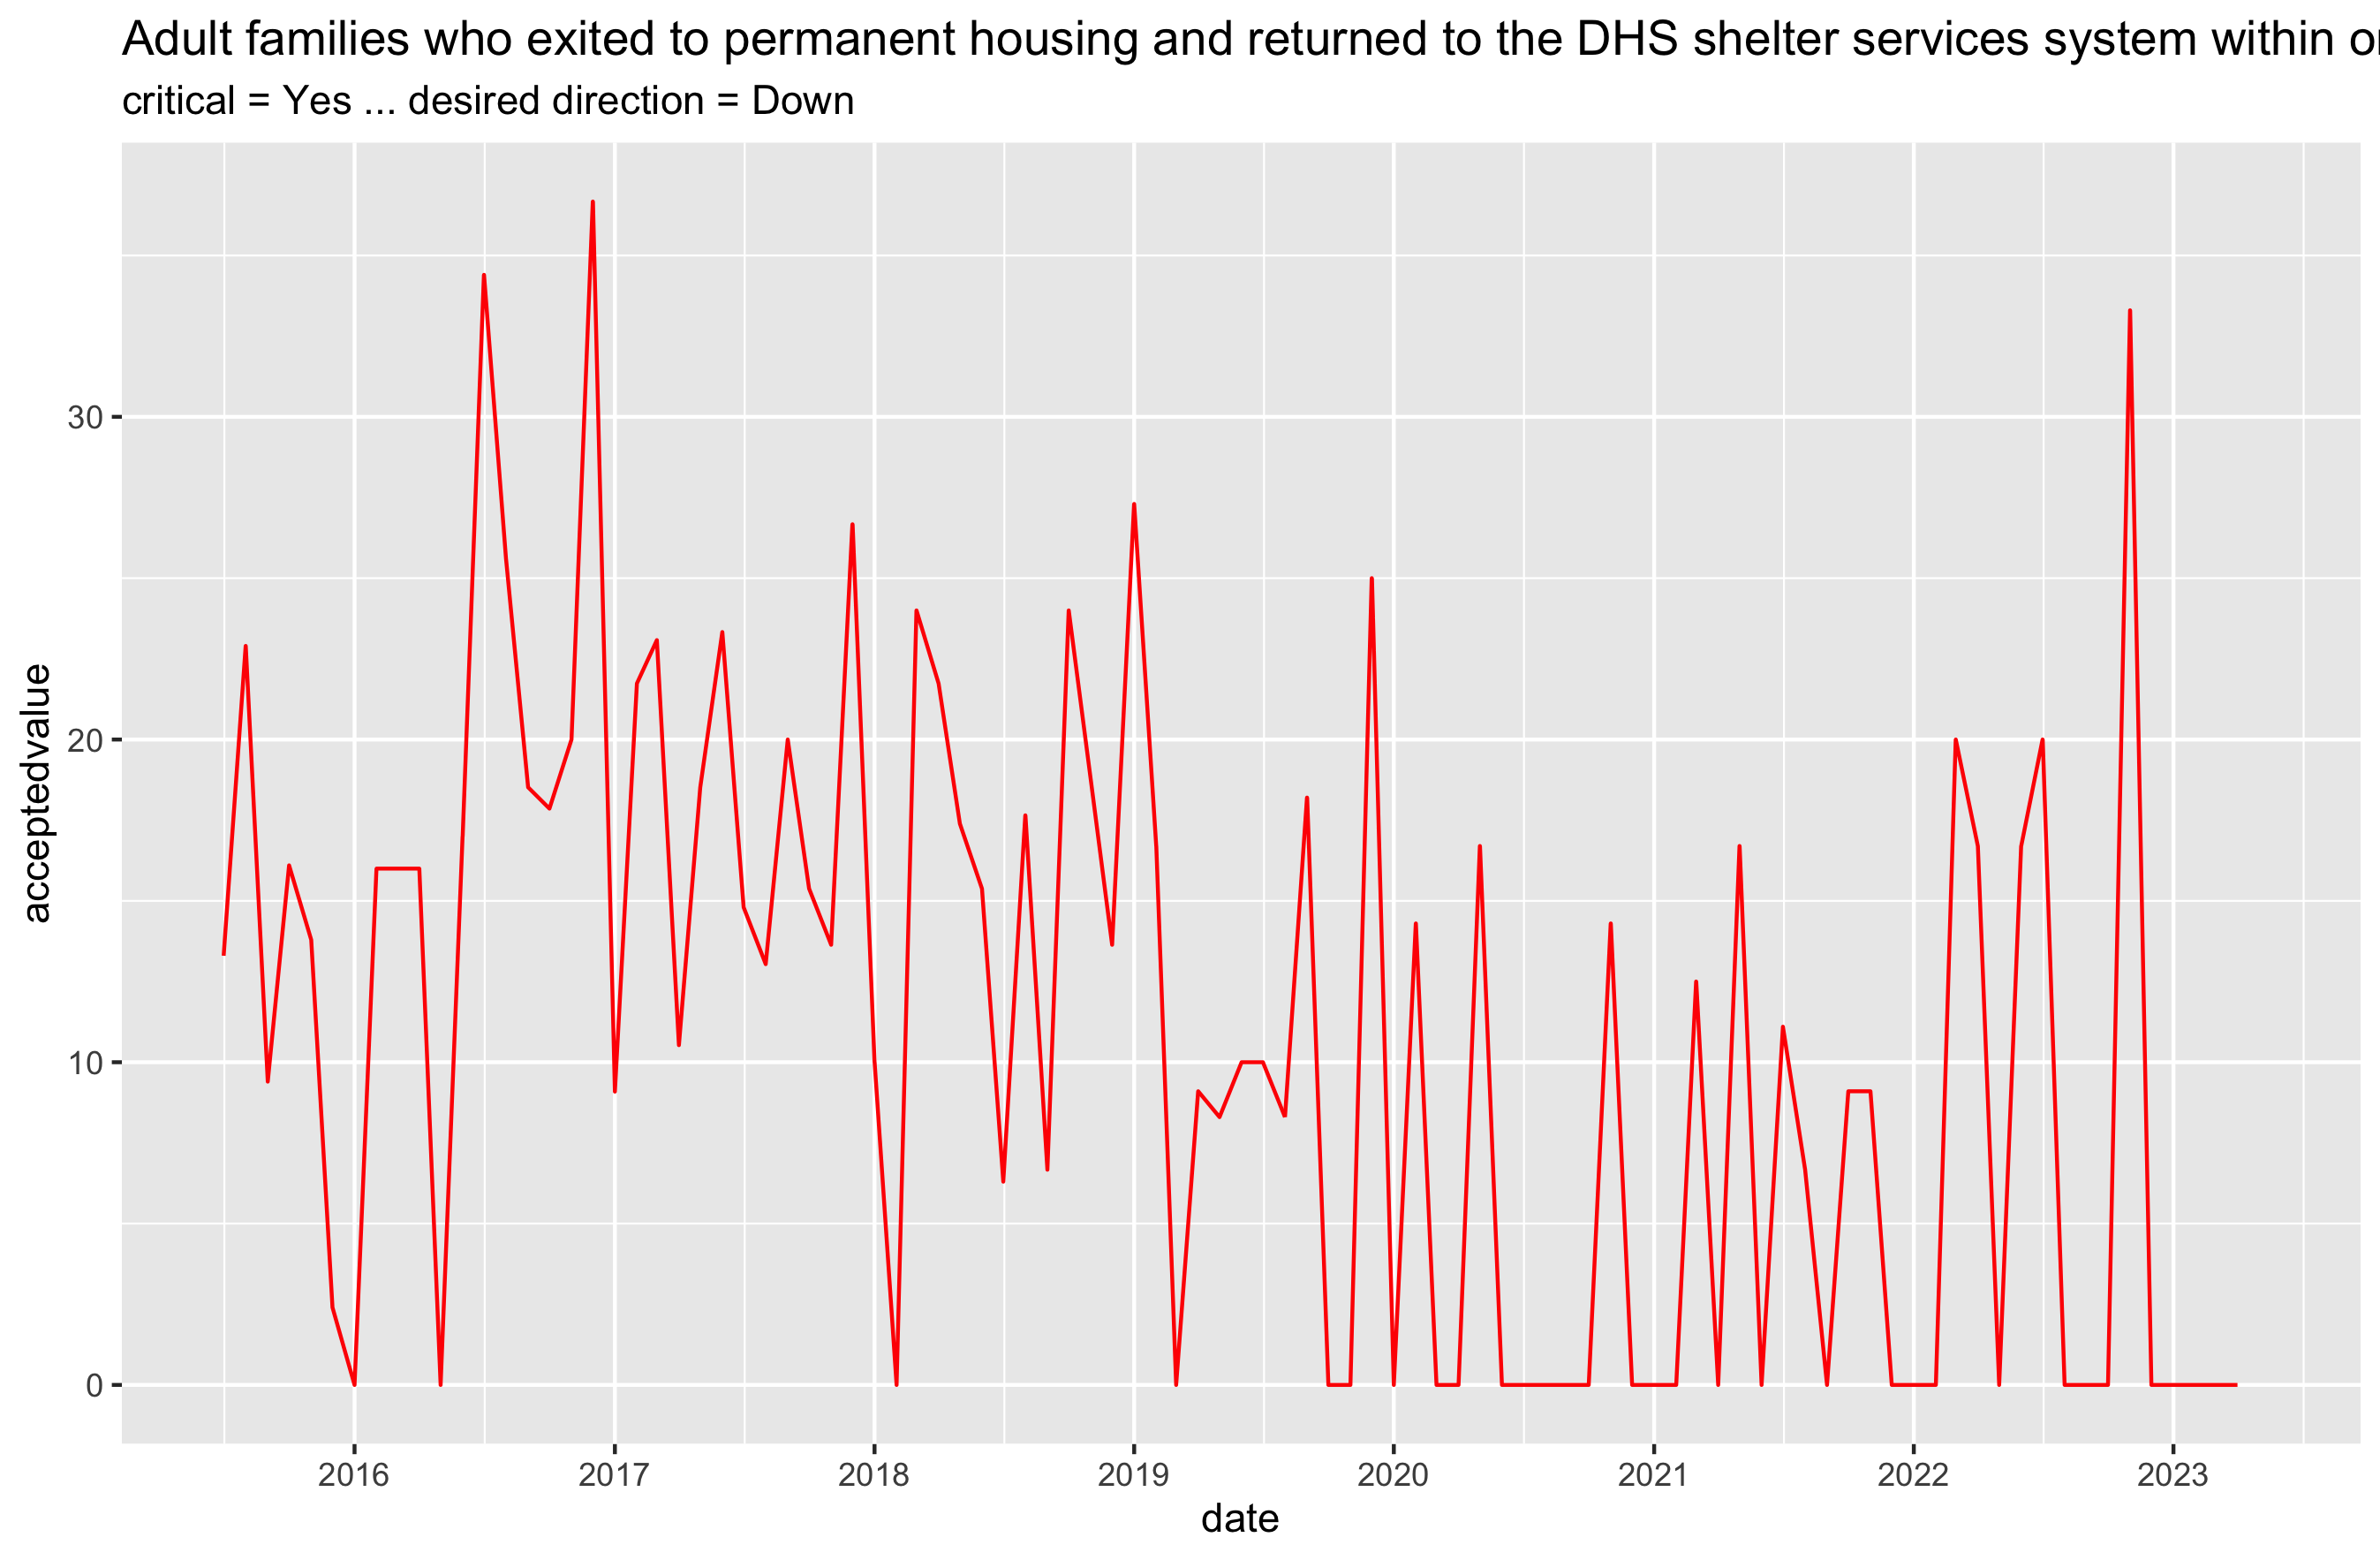 Adult families who exited to permanent housing and returned to the DHS shelter services system within
critical = Yes ... desired direction = Down
acceptedvalue
30
20
10
0
2016 2017 2018 2019 2020 2021 2022 2023
date